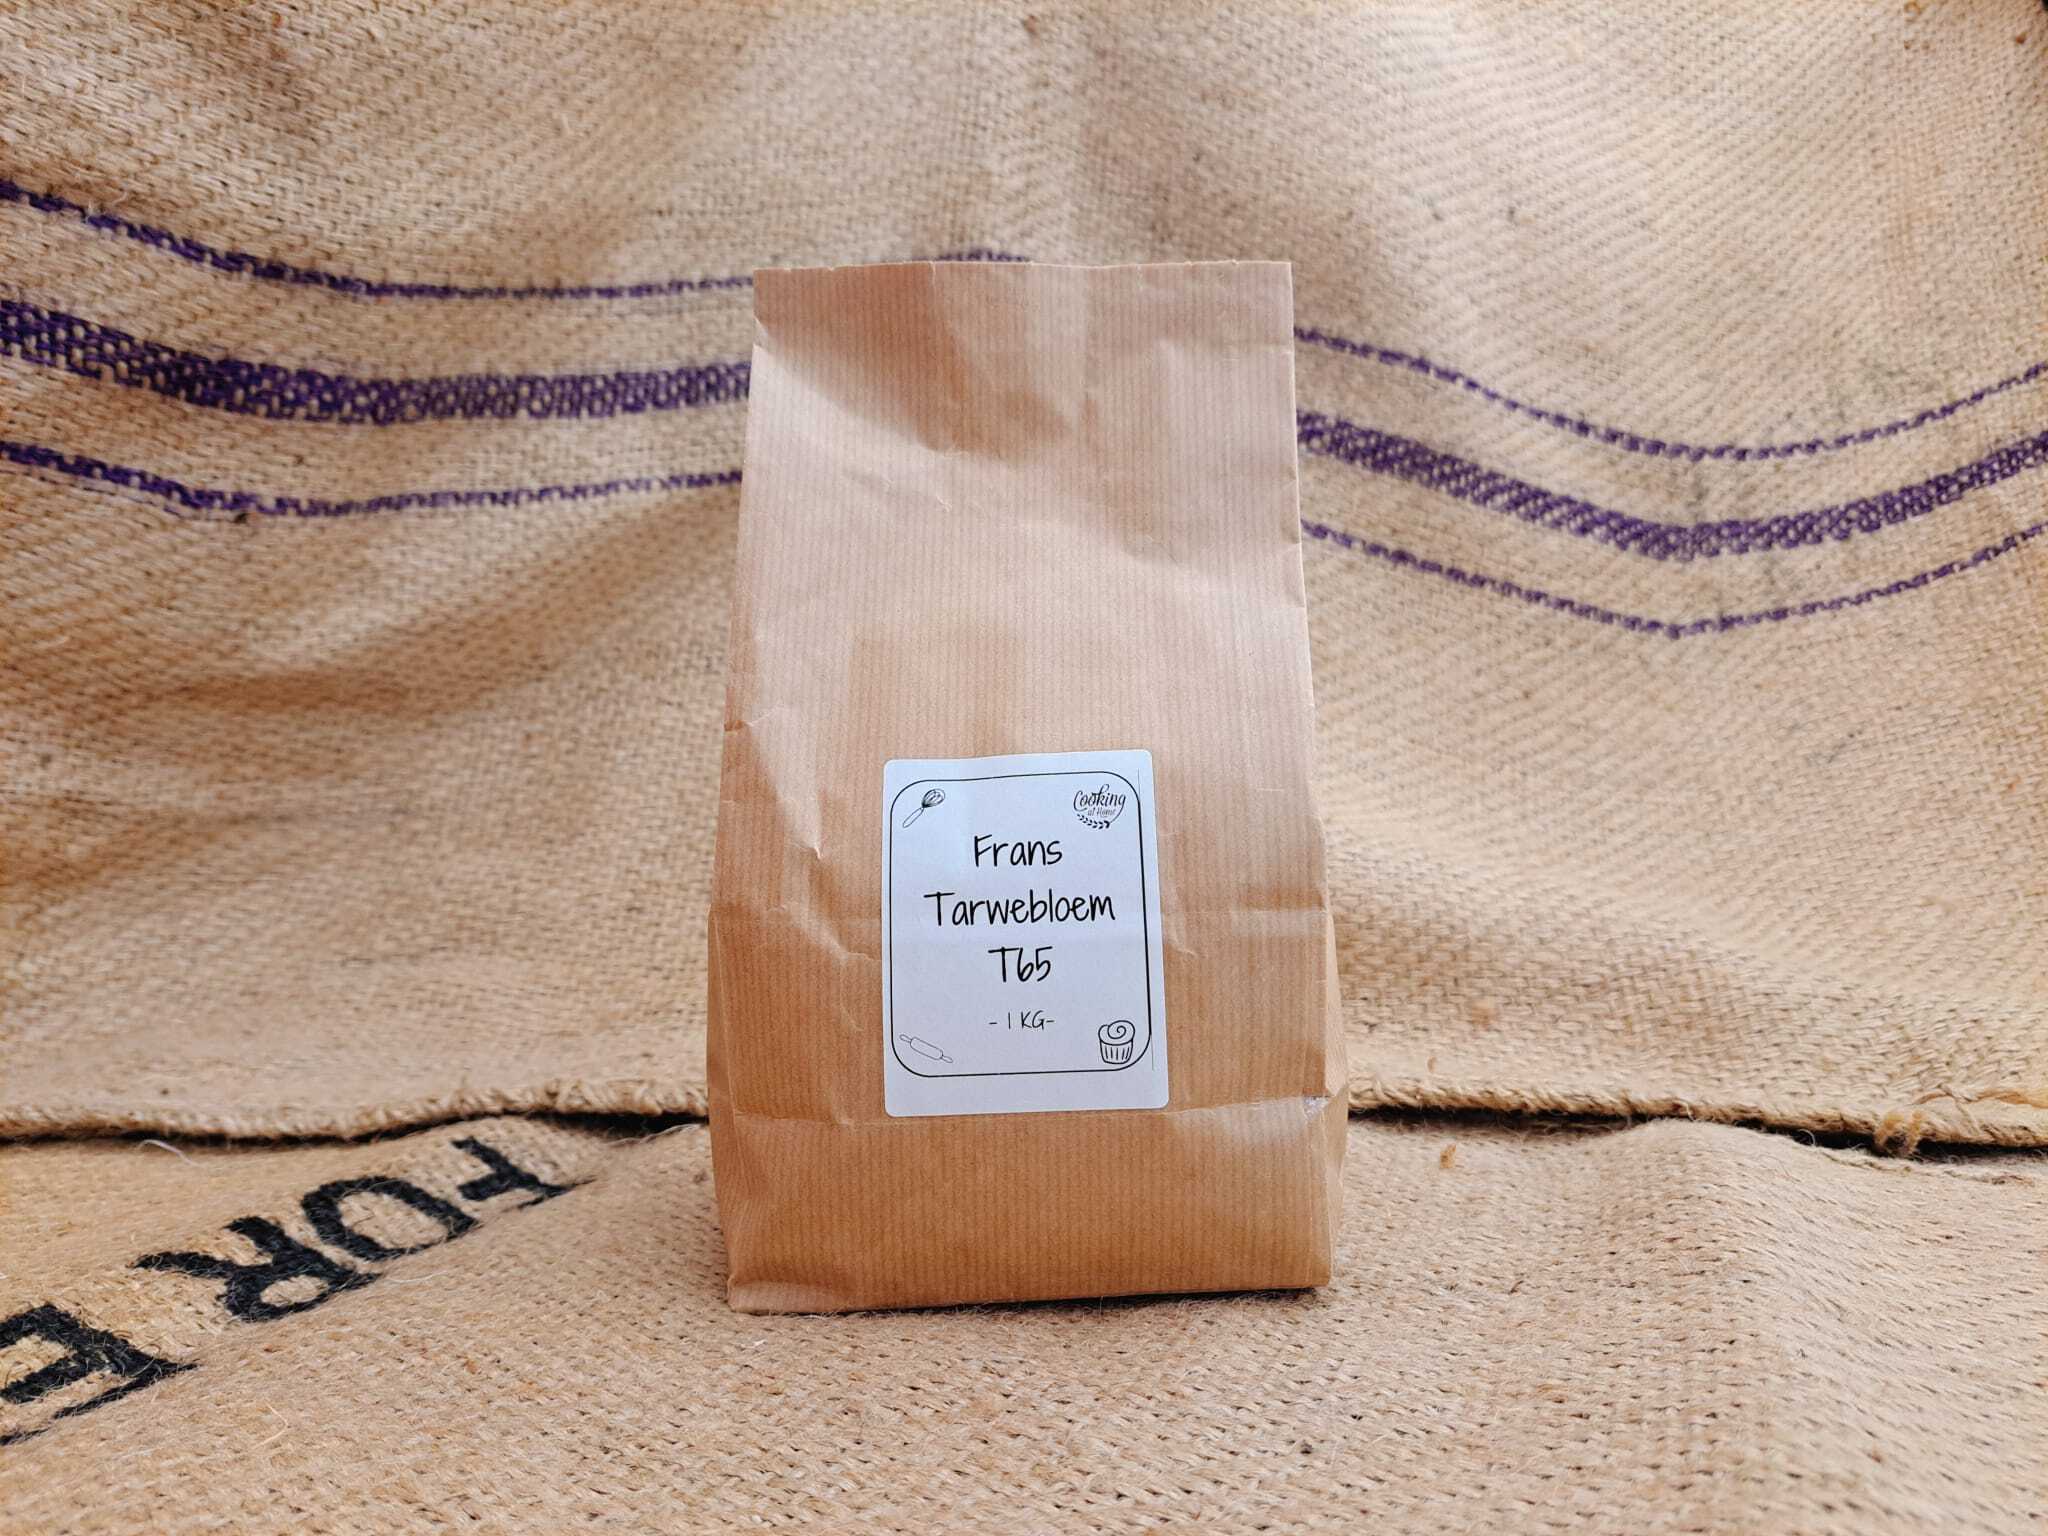 Cooking
at Home
Frans
Tarwebloem
T65
- 1 KG-
FOR
E